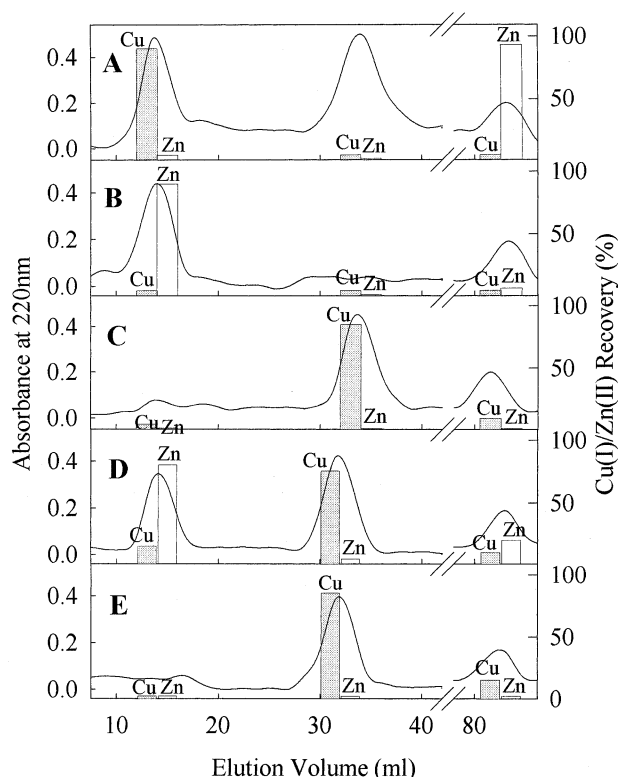 Cu
Zn
100
0.4
A
0.2
50
Zn
Cu
Zn
Cu
0.0
Zn
100
0.4
B
50
0.2
Cu
Cu
Zn
Cu
Zn
0.0
Cu
100
0.4
C
50
0.2
Cu
Zn
Cu
Zn
Zn
0.0
Zn
100
0.4
D
Cu
50
0.2
Cu
Cu
Zn
Zn
0.0
Cu
100
0.4
E
50
0.2
Cu
Cu
Zn
Zn
Zn
0.0
0
10
20
30
40
80
Elution Volume (ml)
Absorbance at 220nm
Cu(I)/Zn(II) Recovery (%)